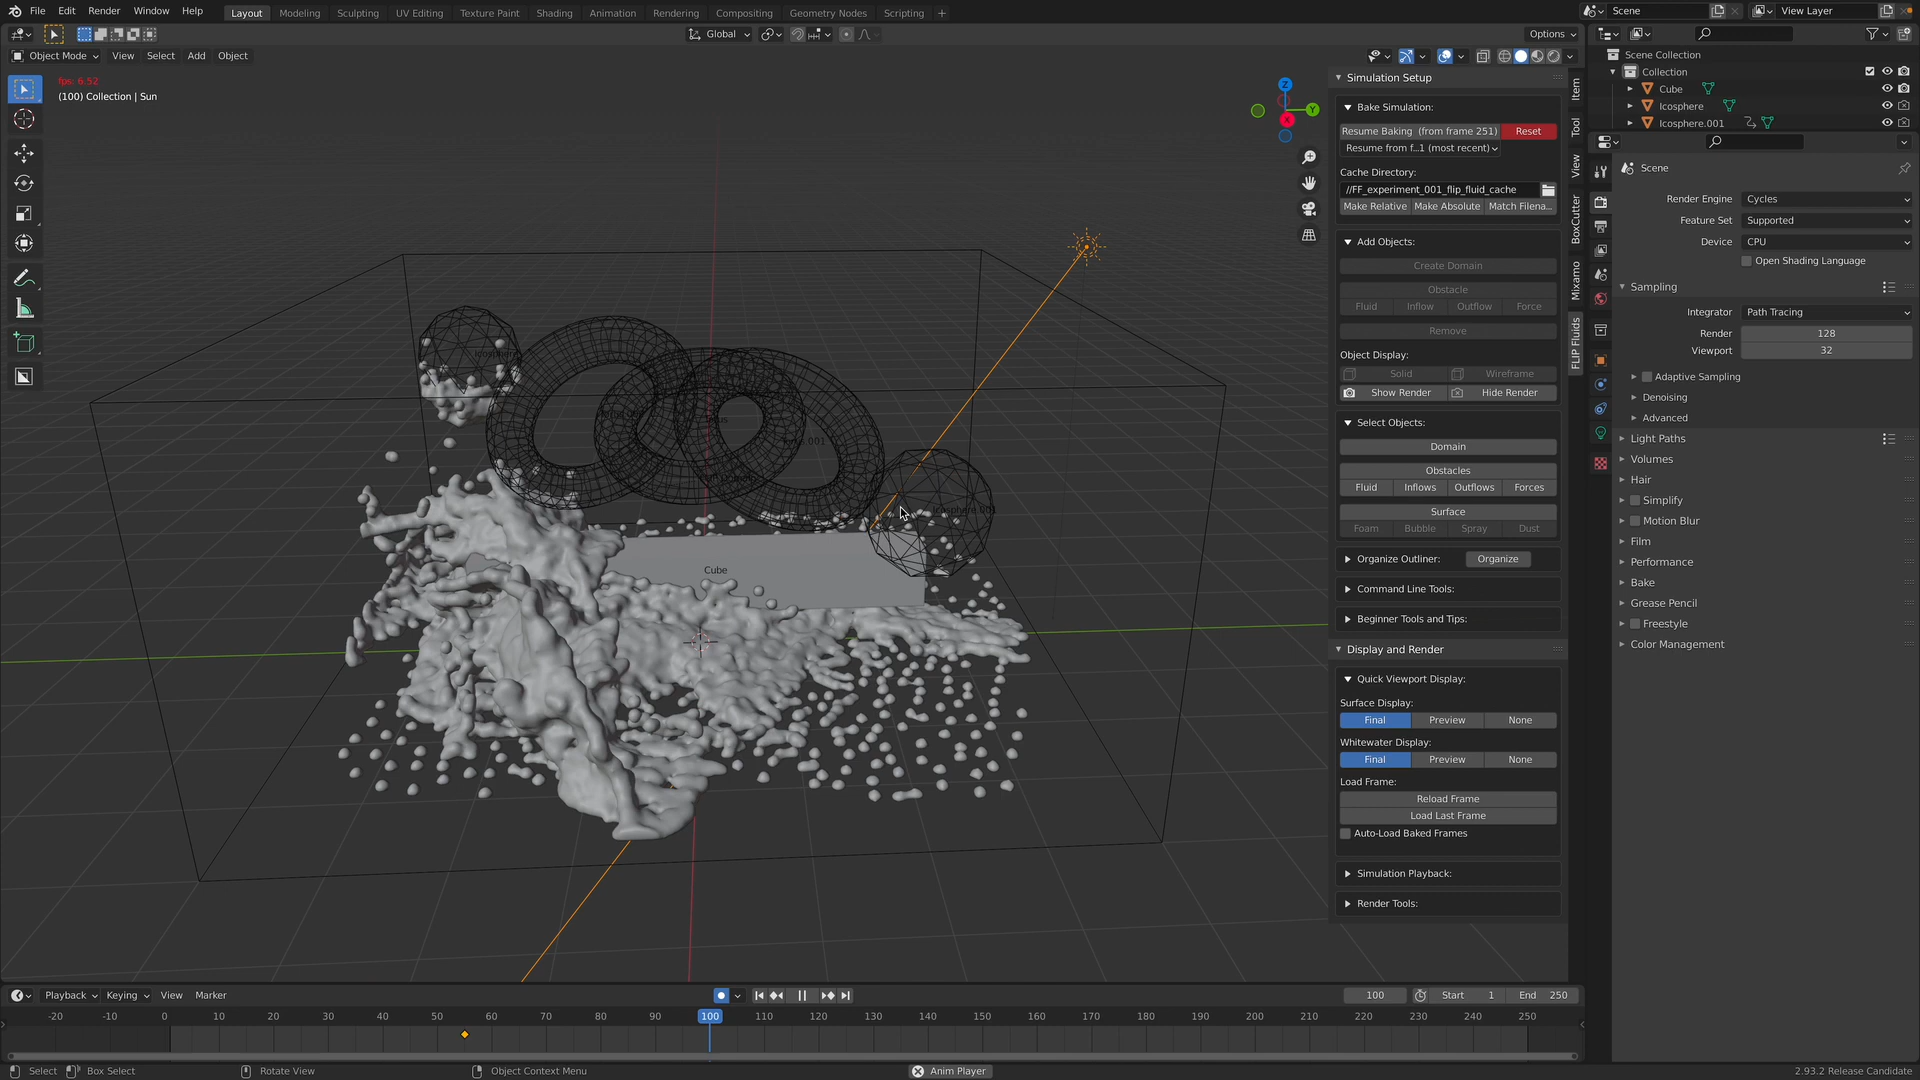 File Edit Render Window Help Layout Modeling Sculpting UV Editing Texture Paint Shading Animation Rendering Compositing Geometry Nodes Scripting + Scene View Layer
Global Options
Object Mode View Select Add Object
fps: 6.52
(100) Collection | Sun
Z
Y
X
Icosphere
Cube
Icosphere.001
Simulation Setup
Bake Simulation:
Resume Baking (from frame 251) Reset
Resume from f...1 (most recent)
Cache Directory:
//FF_experiment_001_flip_fluid_cache
Make Relative Make Absolute Match Filena...
Add Objects:
Create Domain
Obstacle
Fluid Inflow Outflow Force
Remove
Object Display:
Solid Wireframe
Show Render Hide Render
Select Objects:
Domain
Obstacles
Fluid Inflows Outflows Forces
Surface
Foam Bubble Spray Dust
Organize Outliner: Organize
Command Line Tools:
Beginner Tools and Tips:
Display and Render
Quick Viewport Display:
Surface Display:
Final Preview None
Whitewater Display:
Final Preview None
Load Frame:
Reload Frame
Load Last Frame
Auto-Load Baked Frames
Simulation Playback:
Render Tools:
Item
Tool
View
BoxCutter
Mixamo
FLIP Fluids
Scene Collection
Collection
Cube
Icosphere
Icosphere.001
Scene
Render Engine Cycles
Feature Set Supported
Device CPU
Open Shading Language
Sampling
Integrator Path Tracing
Render 128
Viewport 32
Adaptive Sampling
Denoising
Advanced
Light Paths
Volumes
Hair
Simplify
Motion Blur
Film
Performance
Bake
Grease Pencil
Freestyle
Color Management
Playback Keying View Marker 100 Start 1 End 250
-20 -10 0 10 20 30 40 50 60 70 80 90 100 110 120 130 140 150 160 170 180 190 200 210 220 230 240 250
Select Box Select Rotate View Object Context Menu Anim Player 2.93.2 Release Candidate